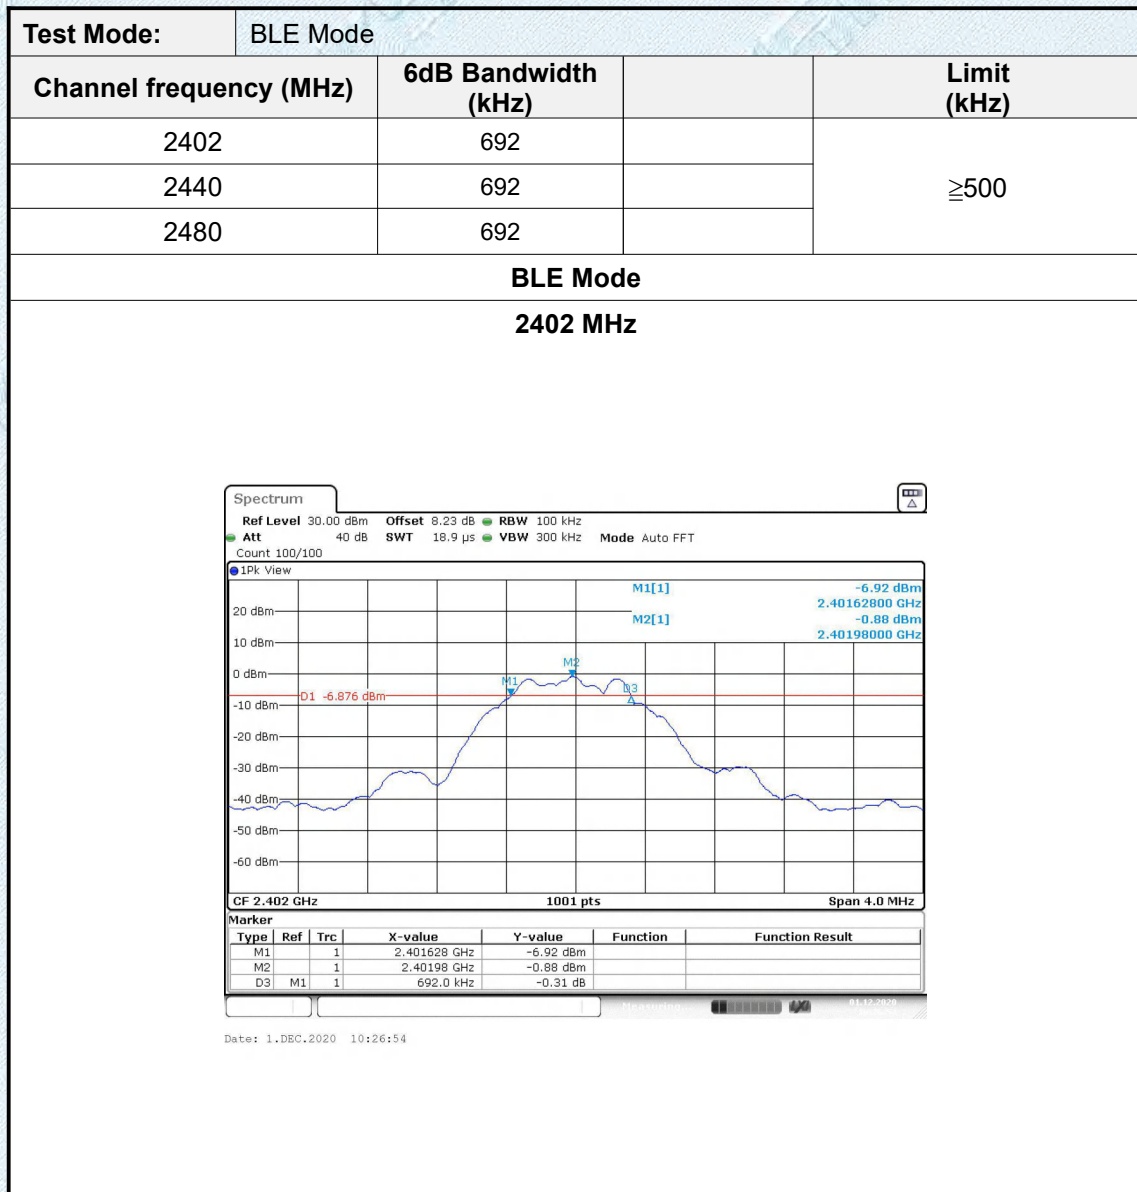 Test Mode: BLE Mode
Channel frequency (MHz) 6dB Bandwidth (kHz) Limit (kHz)
2402 692
2440 692 ≧500
2480 692
BLE Mode
2402 MHz
Spectrum
Ref Level 30.00 dBm Offset 8.23 dB RBW 100 kHz
Att 40 dB SWT 18.9 µs VBW 300 kHz Mode Auto FFT
Count 100/100
1Pk View
M1[1] -6.92 dBm
2.40162800 GHz
20 dBm
M2[1] -0.88 dBm
2.40198000 GHz
10 dBm
M2
0 dBm
M1
D3
D1 -6.876 dBm
-10 dBm
-20 dBm
-30 dBm
-40 dBm
-50 dBm
-60 dBm
CF 2.402 GHz 1001 pts Span 4.0 MHz
Marker
Type Ref Trc X-value Y-value Function Function Result
M1 1 2.401628 GHz -6.92 dBm
M2 1 2.40198 GHz -0.88 dBm
D3 M1 1 692.0 kHz -0.31 dB
01.12.2020
Date: 1.DEC.2020 10:26:54